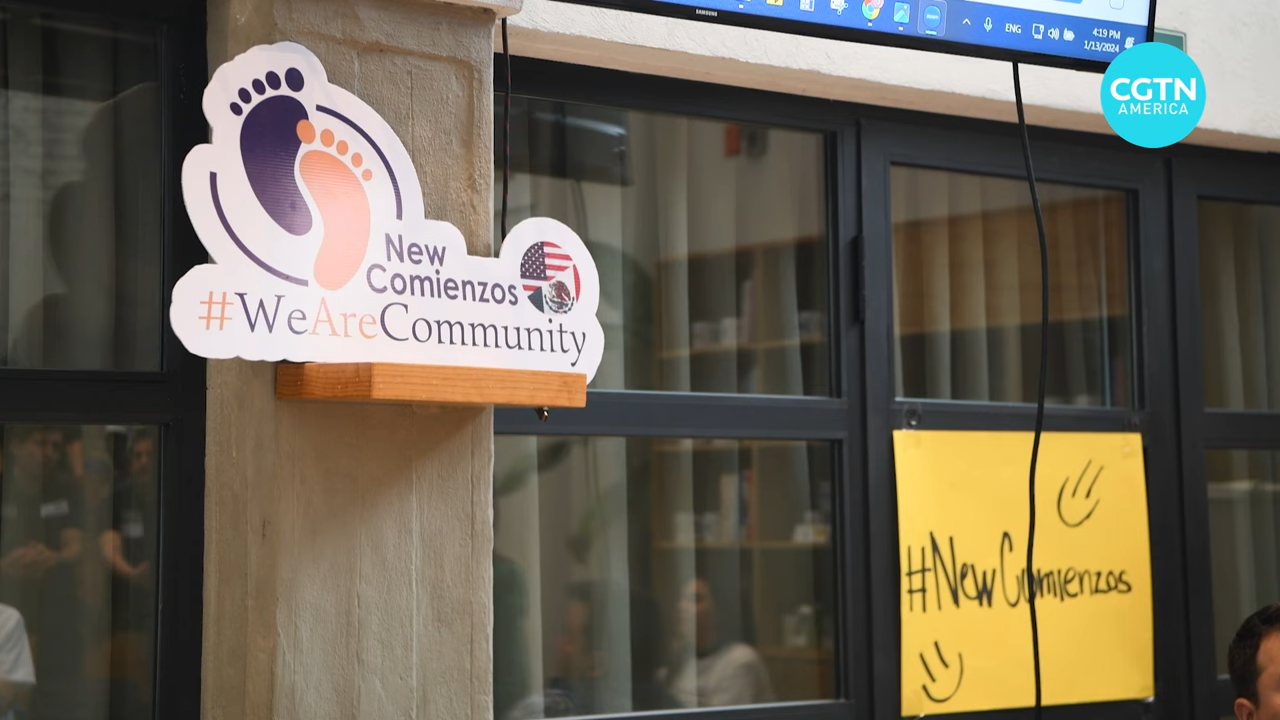 SAMSUNG
ENG
4:19 PM
1/13/2024
CGTN
AMERICA
New
Comienzos
#WeAreCommunity
#NewComienzos